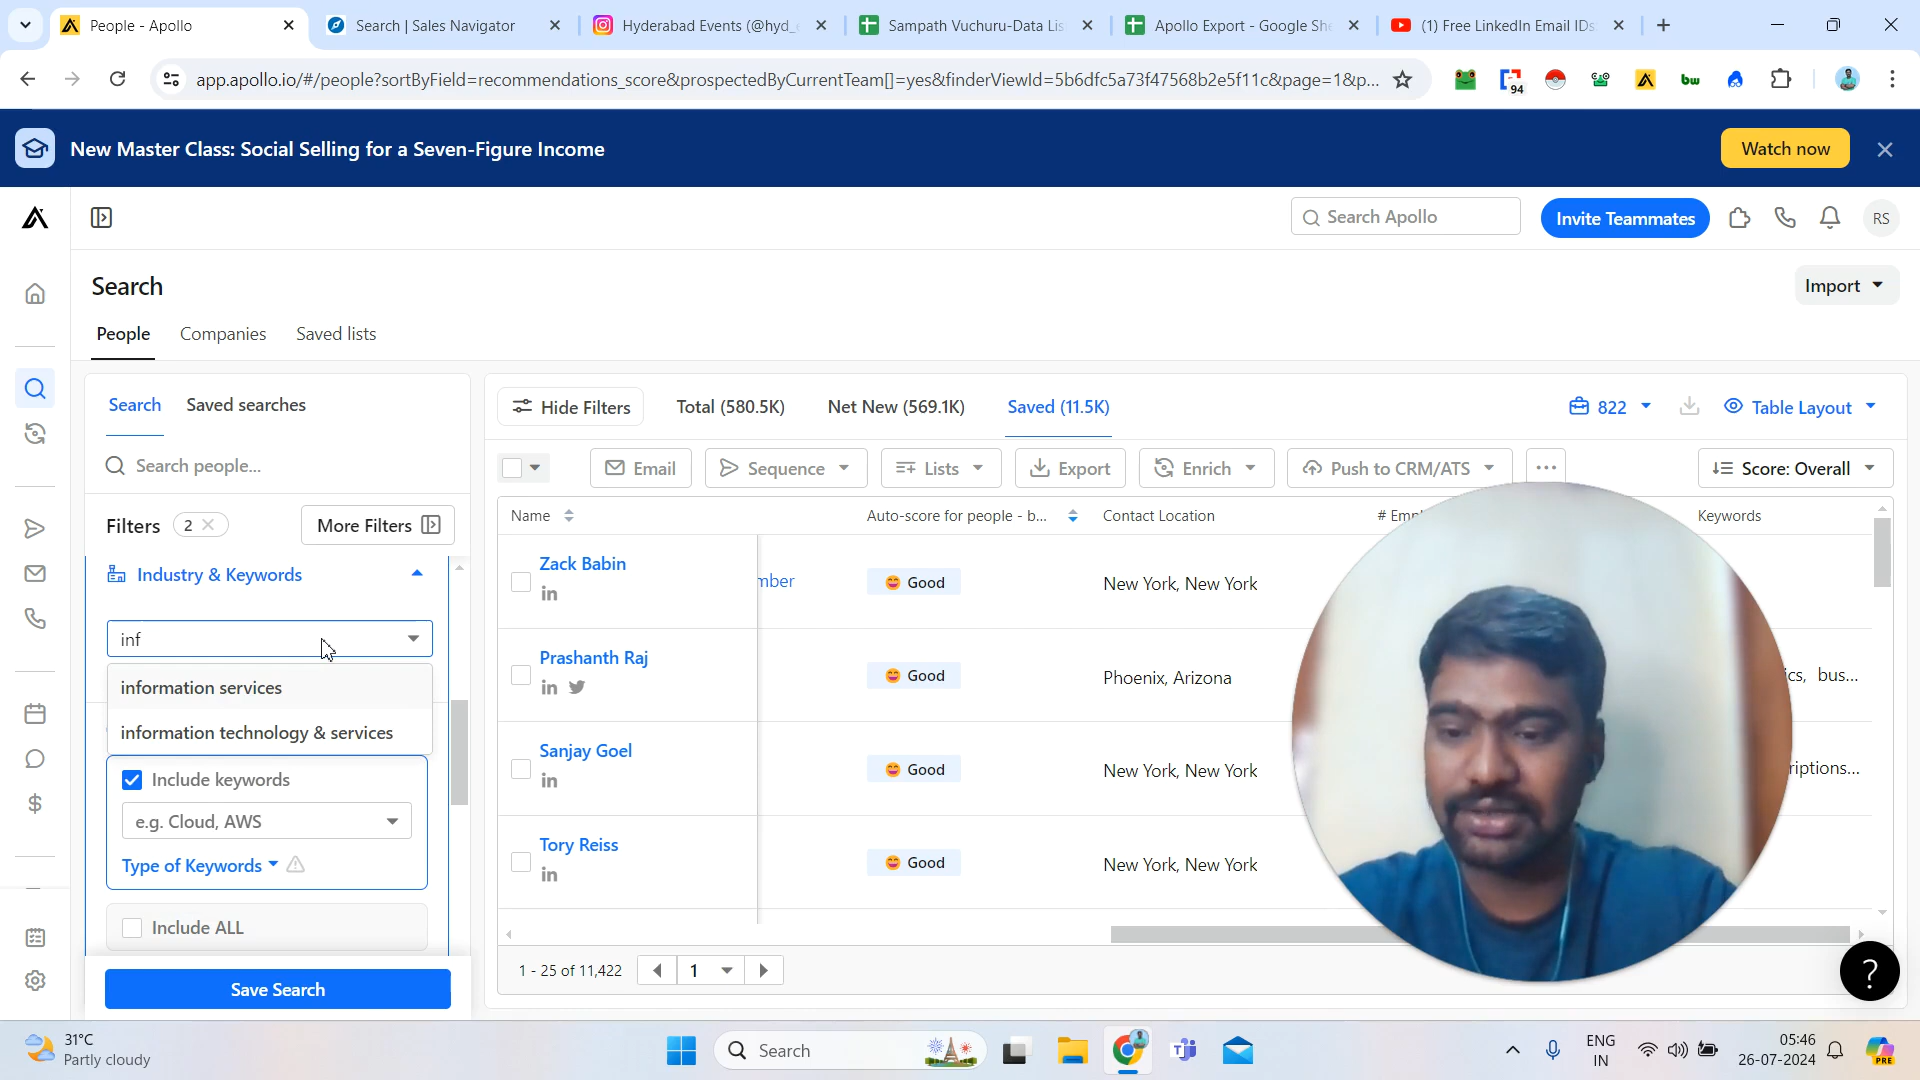 People - Apollo
Search | Sales Navigator
Hyderabad Events (@hyd_
Sampath Vuchuru-Data Lis
Apollo Export - Google She
(1) Free LinkedIn Email IDs
app.apollo.io/#/people?sortByField=recommendations_score&prospectedByCurrentTeam[]=yes&finderViewId=5b6dfc5a73f47568b2e5f11c&page=1&p...
94
bw
New Master Class: Social Selling for a Seven-Figure Income
Watch now
Search Apollo
Invite Teammates
RS
Search
Import
People
Companies
Saved lists
Search
Saved searches
Hide Filters
Total (580.5K)
Net New (569.1K)
Saved (11.5K)
822
Table Layout
Search people...
Email
Sequence
Lists
Export
Enrich
Push to CRM/ATS
Score: Overall
Filters
2
More Filters
Name
Auto-score for people - b...
Contact Location
Keywords
Industry & Keywords
inf
information services
information technology & services
Include keywords
e.g. Cloud, AWS
Type of Keywords
Include ALL
Save Search
Zack Babin
mber
Good
New York, New York
Prashanth Raj
Good
Phoenix, Arizona
ics, bus...
Sanjay Goel
Good
New York, New York
riptions...
Tory Reiss
Good
New York, New York
1 - 25 of 11,422
1
?
31°C
Partly cloudy
Search
ENG
IN
05:46
26-07-2024
PRE